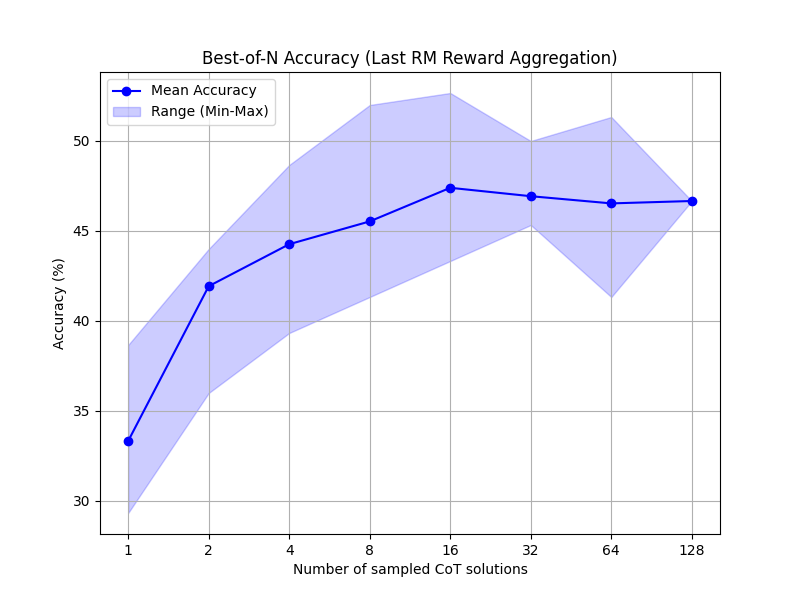 Best-of-N Accuracy (Last RM Reward Aggregation)
Mean Accuracy
Range (Min-Max)
Accuracy (%)
50
45
40
35
30
1 2 4 8 16 32 64 128
Number of sampled CoT solutions